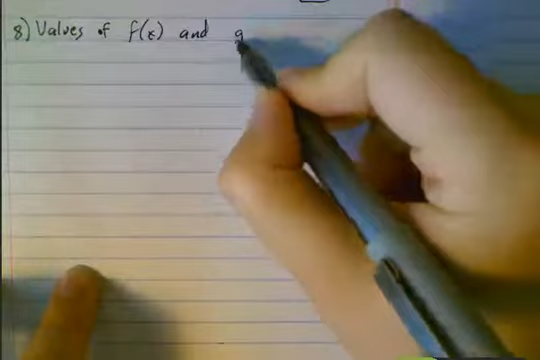 8) Values of f(x) and g